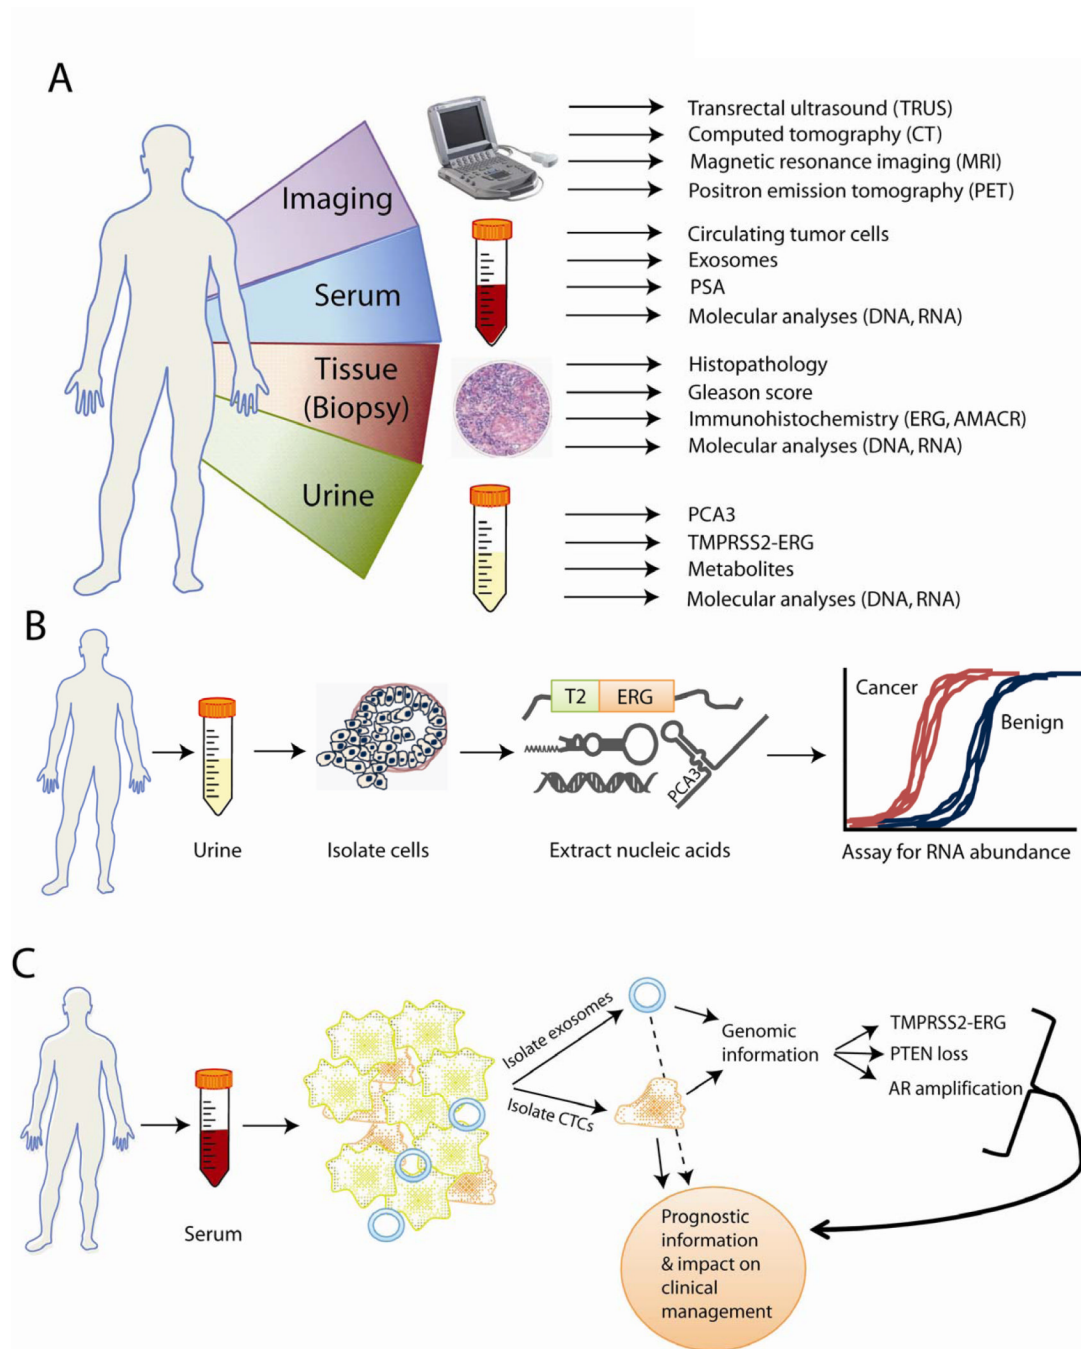 A
Imaging
Serum
Tissue
(Biopsy)
Urine
Transrectal ultrasound (TRUS)
Computed tomography (CT)
Magnetic resonance imaging (MRI)
Positron emission tomography (PET)
Circulating tumor cells
Exosomes
PSA
Molecular analyses (DNA, RNA)
Histopathology
Gleason score
Immunohistochemistry (ERG, AMACR)
Molecular analyses (DNA, RNA)
PCA3
TMPRSS2-ERG
Metabolites
Molecular analyses (DNA, RNA)
B
Urine
Isolate cells
T2 ERG
PCA3
Extract nucleic acids
Cancer
Benign
Assay for RNA abundance
C
Serum
Isolate exosomes
Isolate CTCs
Genomic
information
TMPRSS2-ERG
PTEN loss
AR amplification
Prognostic
information
& impact on
clinical
management